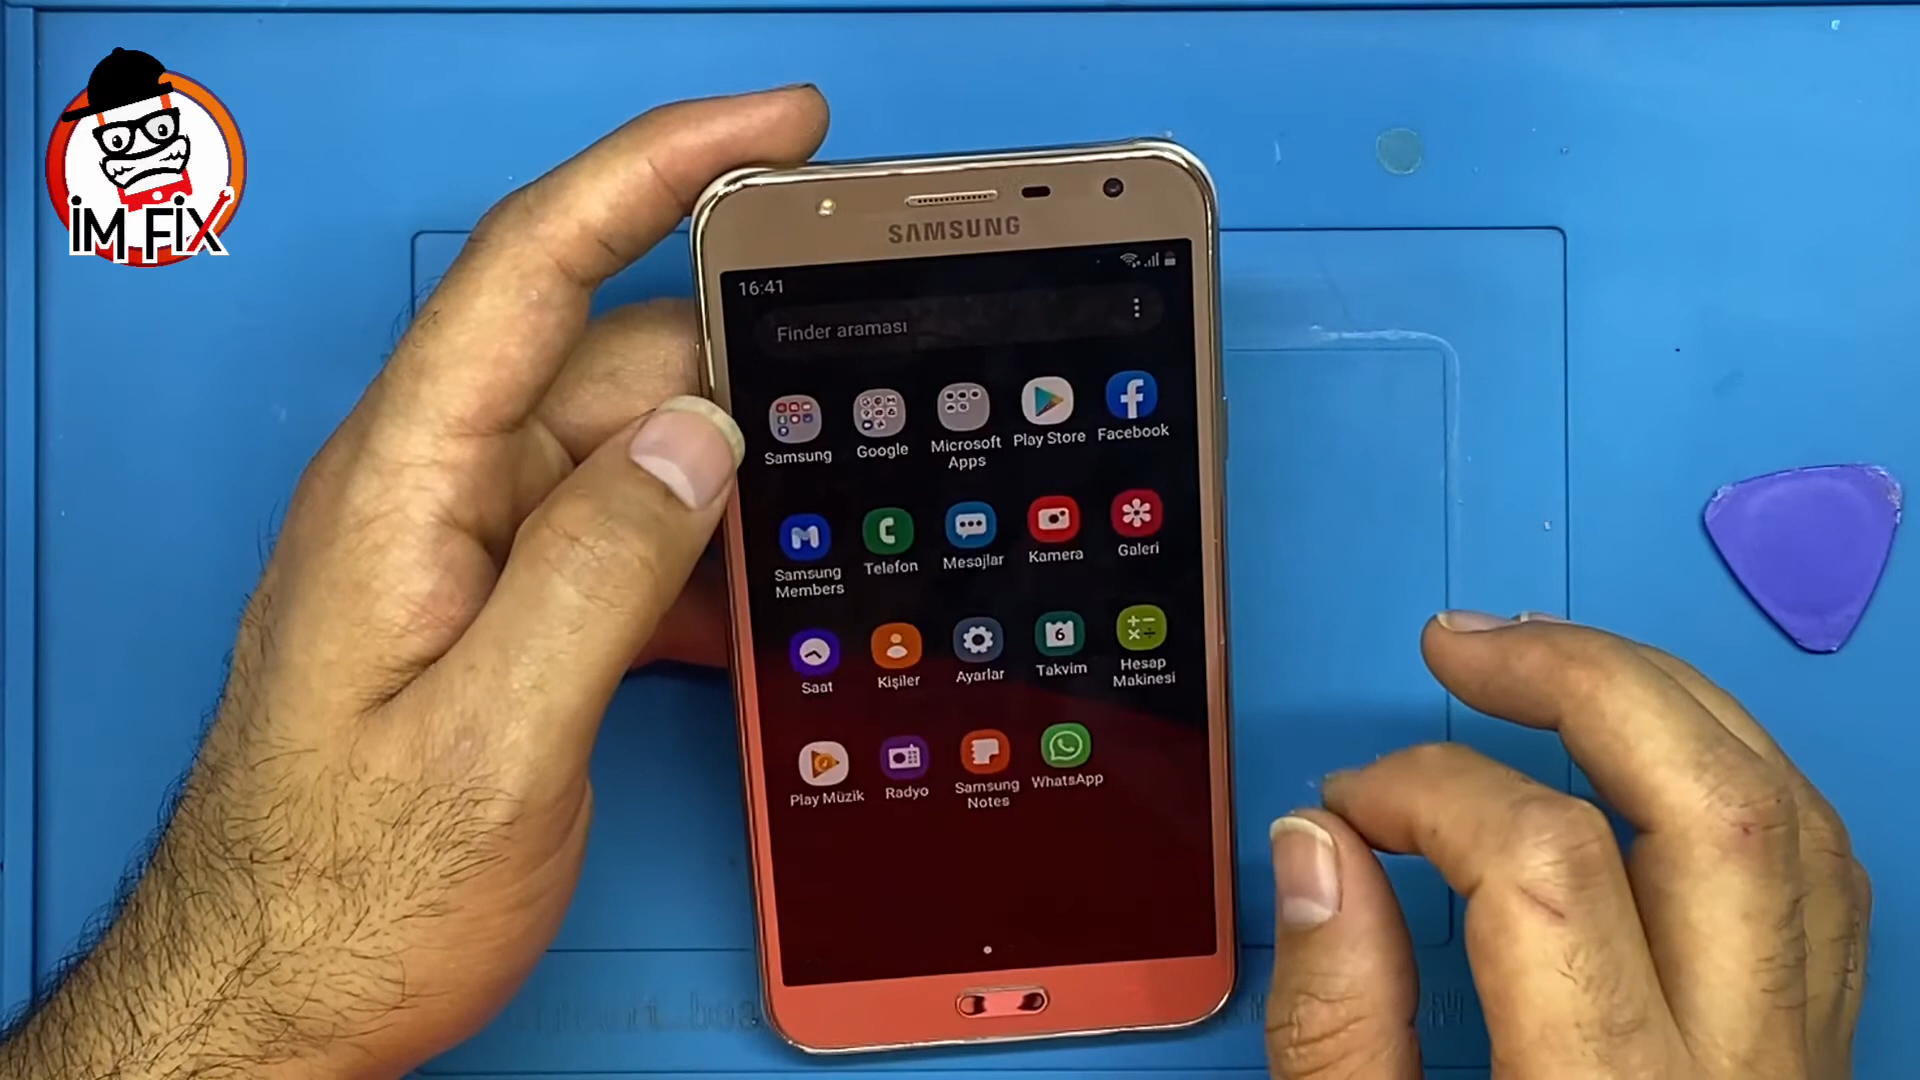 İM FİX
SAMSUNG
16:41
Finder araması
Samsung
Google
Microsoft
Apps
Play Store
Facebook
Samsung
Members
Telefon
Mesajlar
Kamera
Galeri
Saat
Kişiler
Ayarlar
6
Takvim
Hesap
Makinesi
Play Müzik
Radyo
Samsung
Notes
WhatsApp